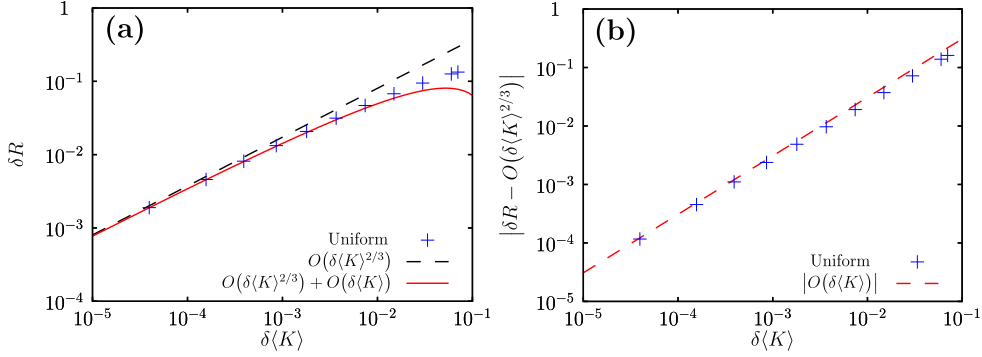 (a)
1
10⁻¹
10⁻²
10⁻³
10⁻⁴
δR
Uniform
O(δ⟨K⟩^{2/3})
O(δ⟨K⟩^{2/3}) + O(δ⟨K⟩)
10⁻⁵ 10⁻⁴ 10⁻³ 10⁻² 10⁻¹
δ⟨K⟩
(b)
1
10⁻¹
10⁻²
10⁻³
10⁻⁴
10⁻⁵
|δR − O(δ⟨K⟩^{2/3})|
Uniform
|O(δ⟨K⟩)|
10⁻⁵ 10⁻⁴ 10⁻³ 10⁻² 10⁻¹
δ⟨K⟩